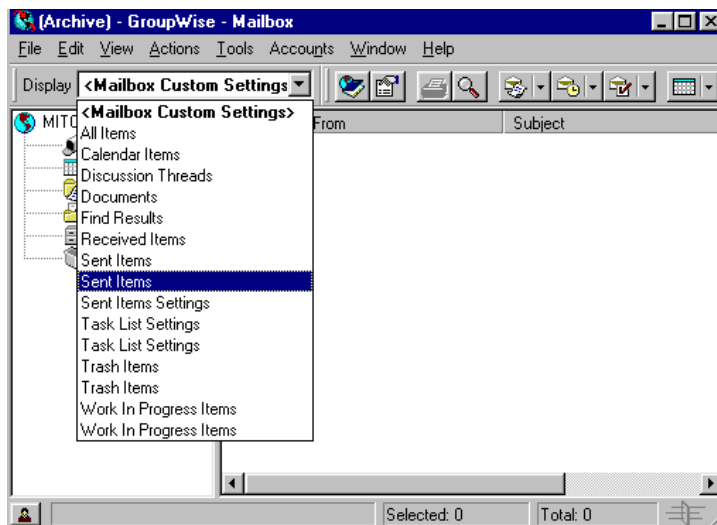 (Archive) - GroupWise - Mailbox
File Edit View Actions Tools Accounts Window Help
Display <Mailbox Custom Settings
<Mailbox Custom Settings>
All Items
Calendar Items
Discussion Threads
Documents
Find Results
Received Items
Sent Items
Sent Items
Sent Items Settings
Task List Settings
Task List Settings
Trash Items
Trash Items
Work In Progress Items
Work In Progress Items
From Subject
Selected: 0 Total: 0